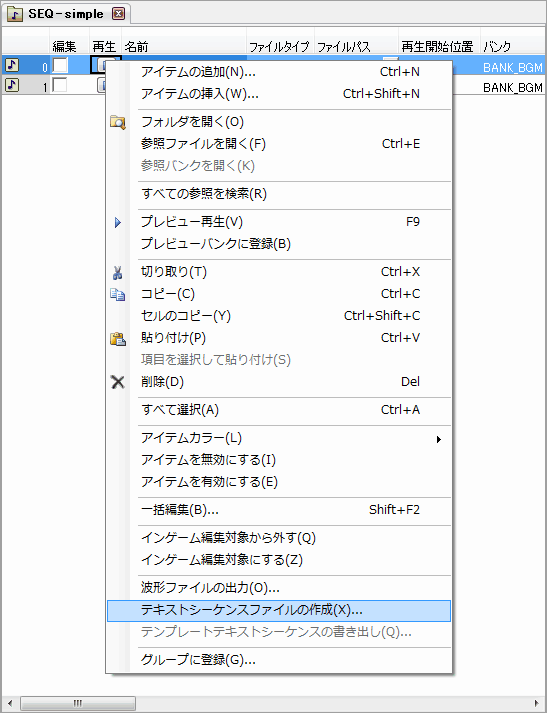 SEQ-simple
編集 再生 名前 ファイルタイプ ファイルパス 再生開始位置 バンク
0 BANK_BGM
1 BANK_BGM
アイテムの追加(N)... Ctrl+N
アイテムの挿入(W)... Ctrl+Shift+N
フォルダを開く(O)
参照ファイルを開く(F) Ctrl+E
参照バンクを開く(K)
すべての参照を検索(R)
プレビュー再生(V) F9
プレビューバンクに登録(B)
切り取り(T) Ctrl+X
コピー(C) Ctrl+C
セルのコピー(Y) Ctrl+Shift+C
貼り付け(P) Ctrl+V
項目を選択して貼り付け(S)
削除(D) Del
すべて選択(A) Ctrl+A
アイテムカラー(L)
アイテムを無効にする(I)
アイテムを有効にする(E)
一括編集(B)... Shift+F2
インゲーム編集対象から外す(Q)
インゲーム編集対象にする(Z)
波形ファイルの出力(O)...
テキストシーケンスファイルの作成(X)...
テンプレートテキストシーケンスの書き出し(Q)...
グループに登録(G)...